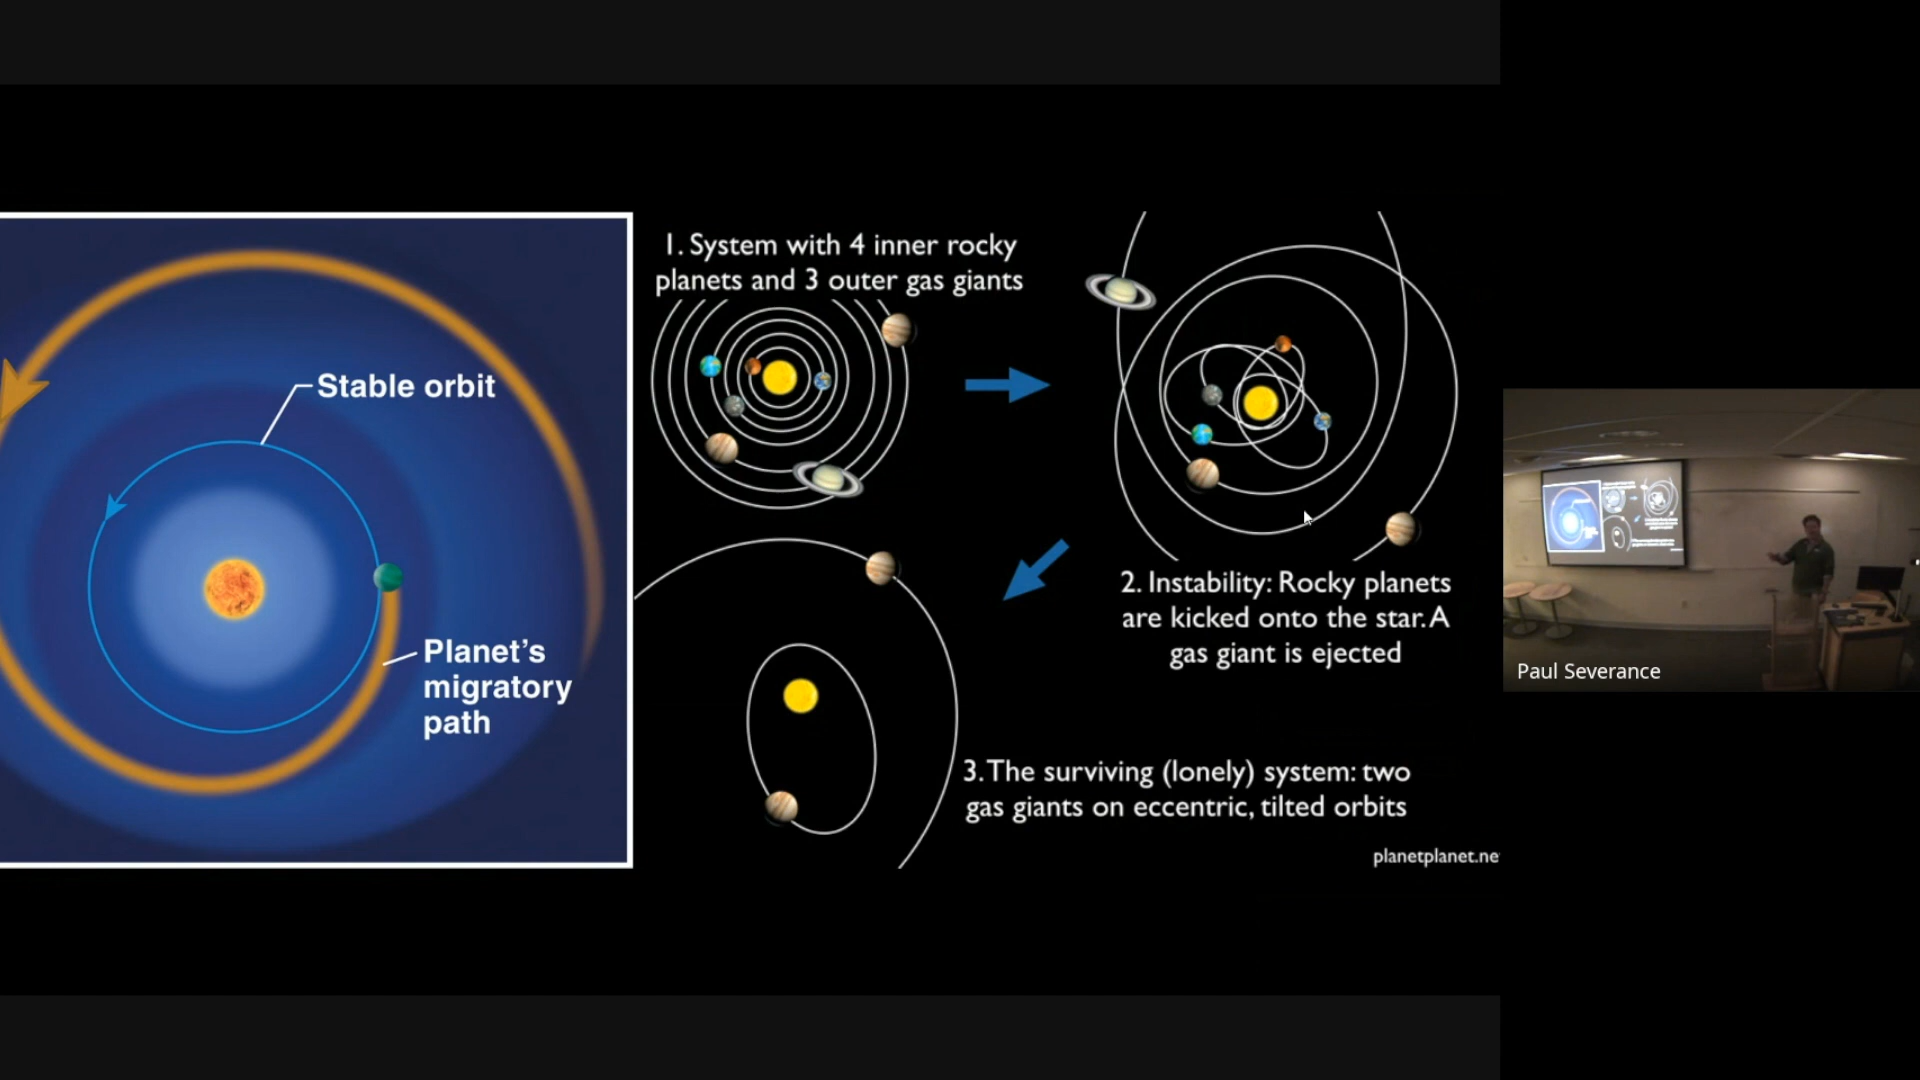 Stable orbit
Planet's
migratory
path
1. System with 4 inner rocky
planets and 3 outer gas giants
2. Instability: Rocky planets
are kicked onto the star. A
gas giant is ejected
3. The surviving (lonely) system: two
gas giants on eccentric, tilted orbits
planetplanet.ne
Paul Severance